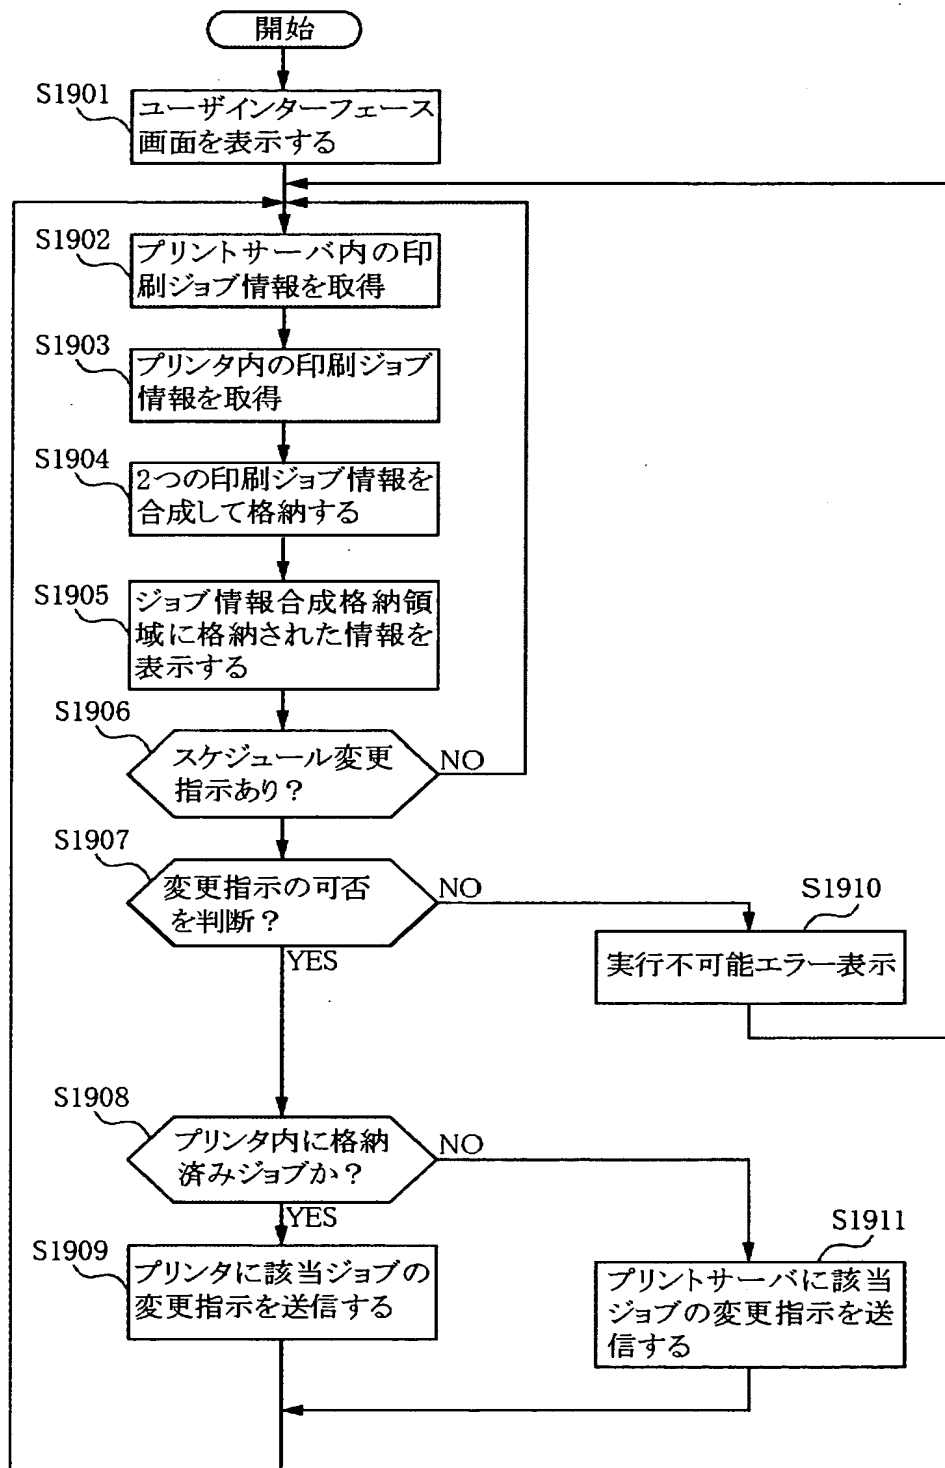 開始
S1901
ユーザインターフェース
画面を表示する
S1902
プリントサーバ内の印
刷ジョブ情報を取得
S1903
プリンタ内の印刷ジョブ
情報を取得
S1904
2つの印刷ジョブ情報を
合成して格納する
S1905
ジョブ情報合成格納領
域に格納された情報を
表示する
S1906
スケジュール変更
指示あり?
NO
S1907
変更指示の可否
を判断?
NO
YES
S1910
実行不可能エラー表示
S1908
プリンタ内に格納
済みジョブか?
NO
YES
S1909
プリンタに該当ジョブの
変更指示を送信する
S1911
プリントサーバに該当
ジョブの変更指示を送
信する